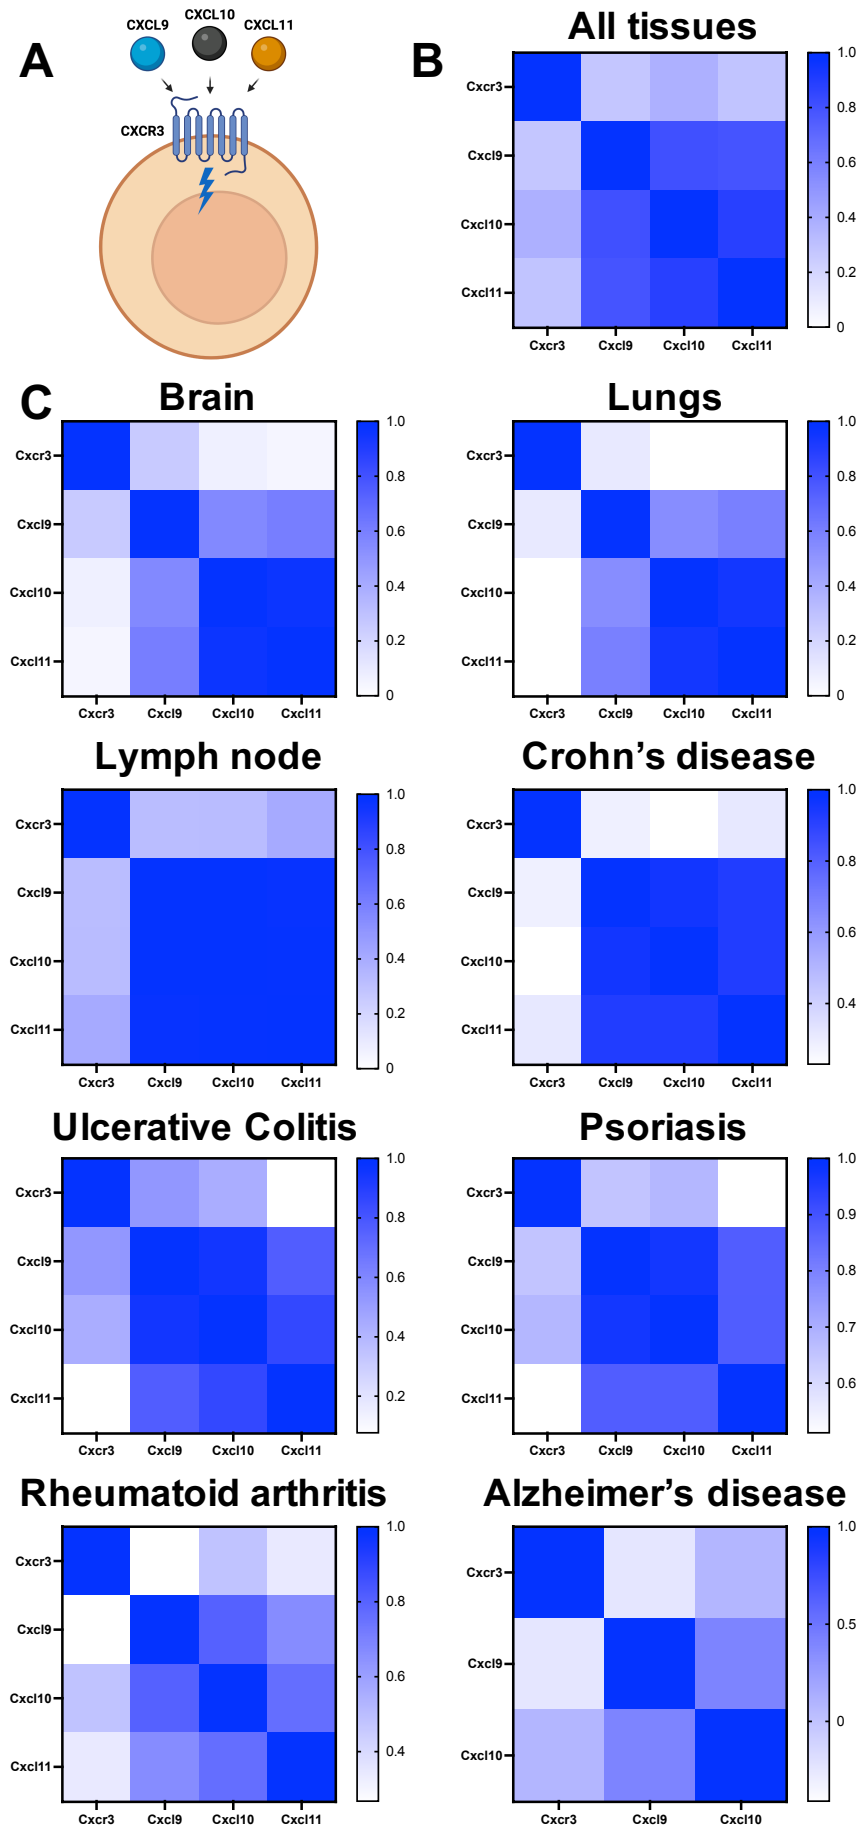 A
CXCL9
CXCL10
CXCL11
CXCR3
B
All tissues
Cxcr3
Cxcl9
Cxcl10
Cxcl11
Cxcr3 Cxcl9 Cxcl10 Cxcl11
1.0
0.8
0.6
0.4
0.2
0
C
Brain
Cxcr3
Cxcl9
Cxcl10
Cxcl11
Cxcr3 Cxcl9 Cxcl10 Cxcl11
1.0
0.8
0.6
0.4
0.2
0
Lungs
Cxcr3
Cxcl9
Cxcl10
Cxcl11
Cxcr3 Cxcl9 Cxcl10 Cxcl11
1.0
0.8
0.6
0.4
0.2
0
Lymph node
Cxcr3
Cxcl9
Cxcl10
Cxcl11
Cxcr3 Cxcl9 Cxcl10 Cxcl11
1.0
0.8
0.6
0.4
0.2
0
Crohn's disease
Cxcr3
Cxcl9
Cxcl10
Cxcl11
Cxcr3 Cxcl9 Cxcl10 Cxcl11
1.0
0.8
0.6
0.4
Ulcerative Colitis
Cxcr3
Cxcl9
Cxcl10
Cxcl11
Cxcr3 Cxcl9 Cxcl10 Cxcl11
1.0
0.8
0.6
0.4
0.2
Psoriasis
Cxcr3
Cxcl9
Cxcl10
Cxcl11
Cxcr3 Cxcl9 Cxcl10 Cxcl11
1.0
0.9
0.8
0.7
0.6
Rheumatoid arthritis
Cxcr3
Cxcl9
Cxcl10
Cxcl11
Cxcr3 Cxcl9 Cxcl10 Cxcl11
1.0
0.8
0.6
0.4
Alzheimer's disease
Cxcr3
Cxcl9
Cxcl10
Cxcr3 Cxcl9 Cxcl10
1.0
0.5
0